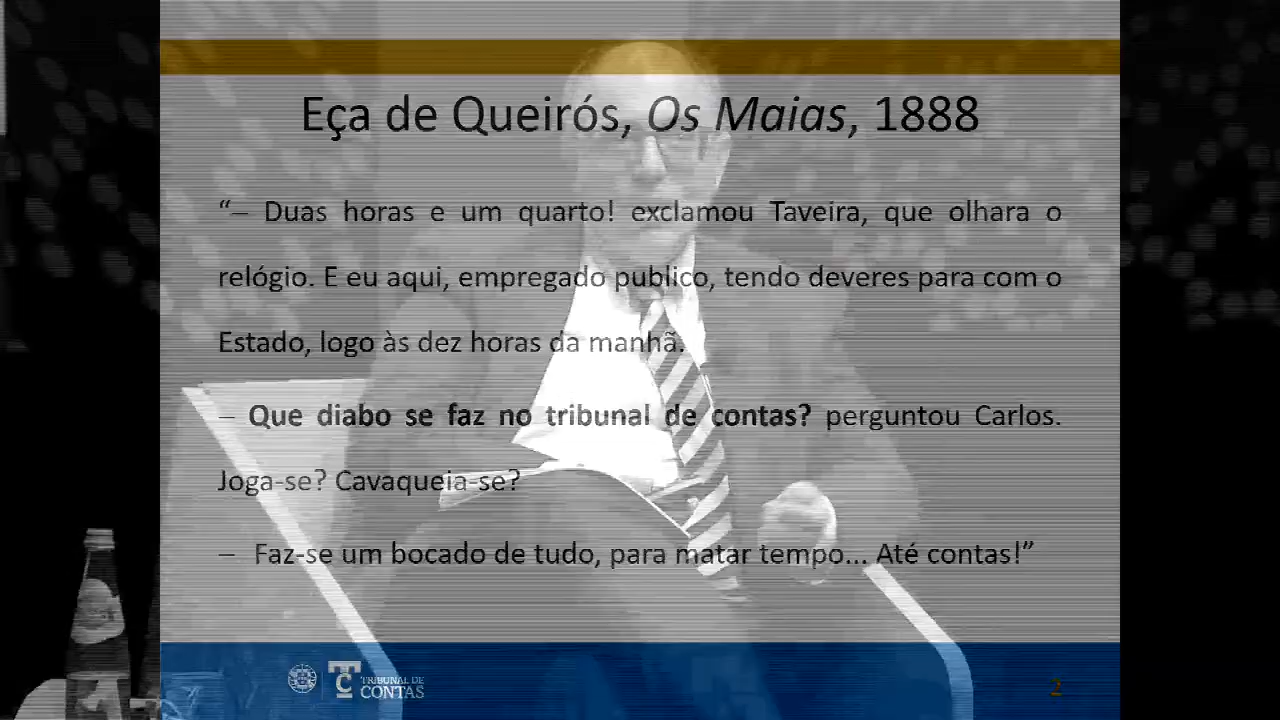 Eça de Queirós, Os Maias, 1888
“– Duas horas e um quarto! exclamou Taveira, que olhara o
relógio. E eu aqui, empregado publico, tendo deveres para com o
Estado, logo às dez horas da manhã.
– Que diabo se faz no tribunal de contas? perguntou Carlos.
Joga-se? Cavaqueia-se?
– Faz-se um bocado de tudo, para matar tempo... Até contas!”
TC TRIBUNAL DE
CONTAS
2